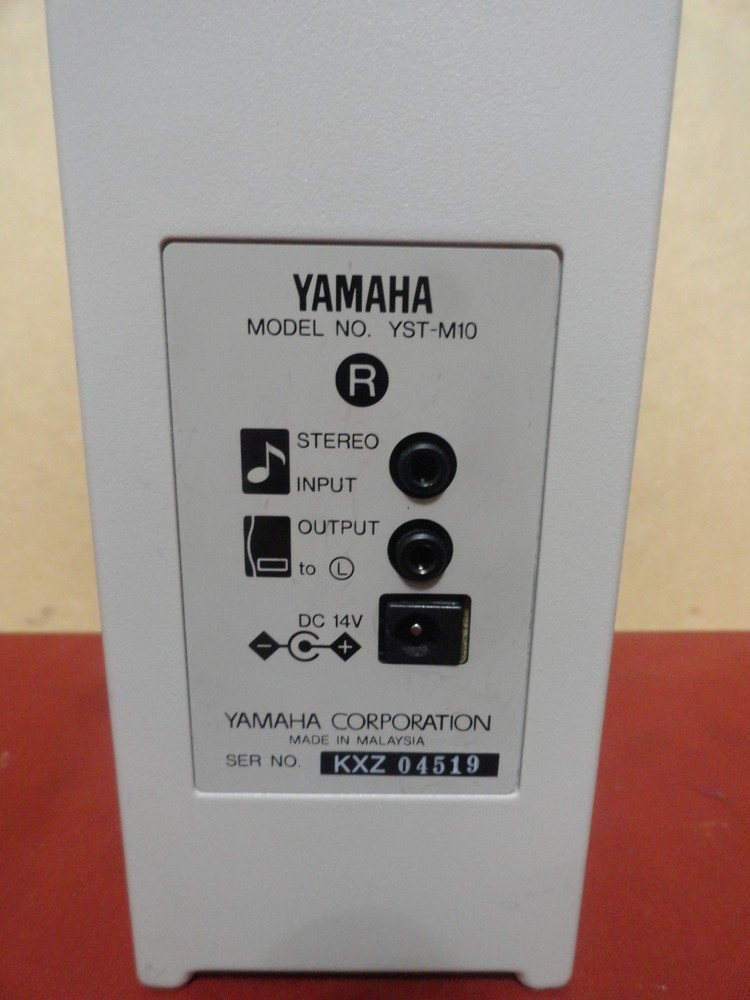 YAMAHA
MODEL NO. YST-M10
R
STEREO
INPUT
OUTPUT
to L
DC 14V
- +
YAMAHA CORPORATION
MADE IN MALAYSIA
SER NO. KXZ 04519